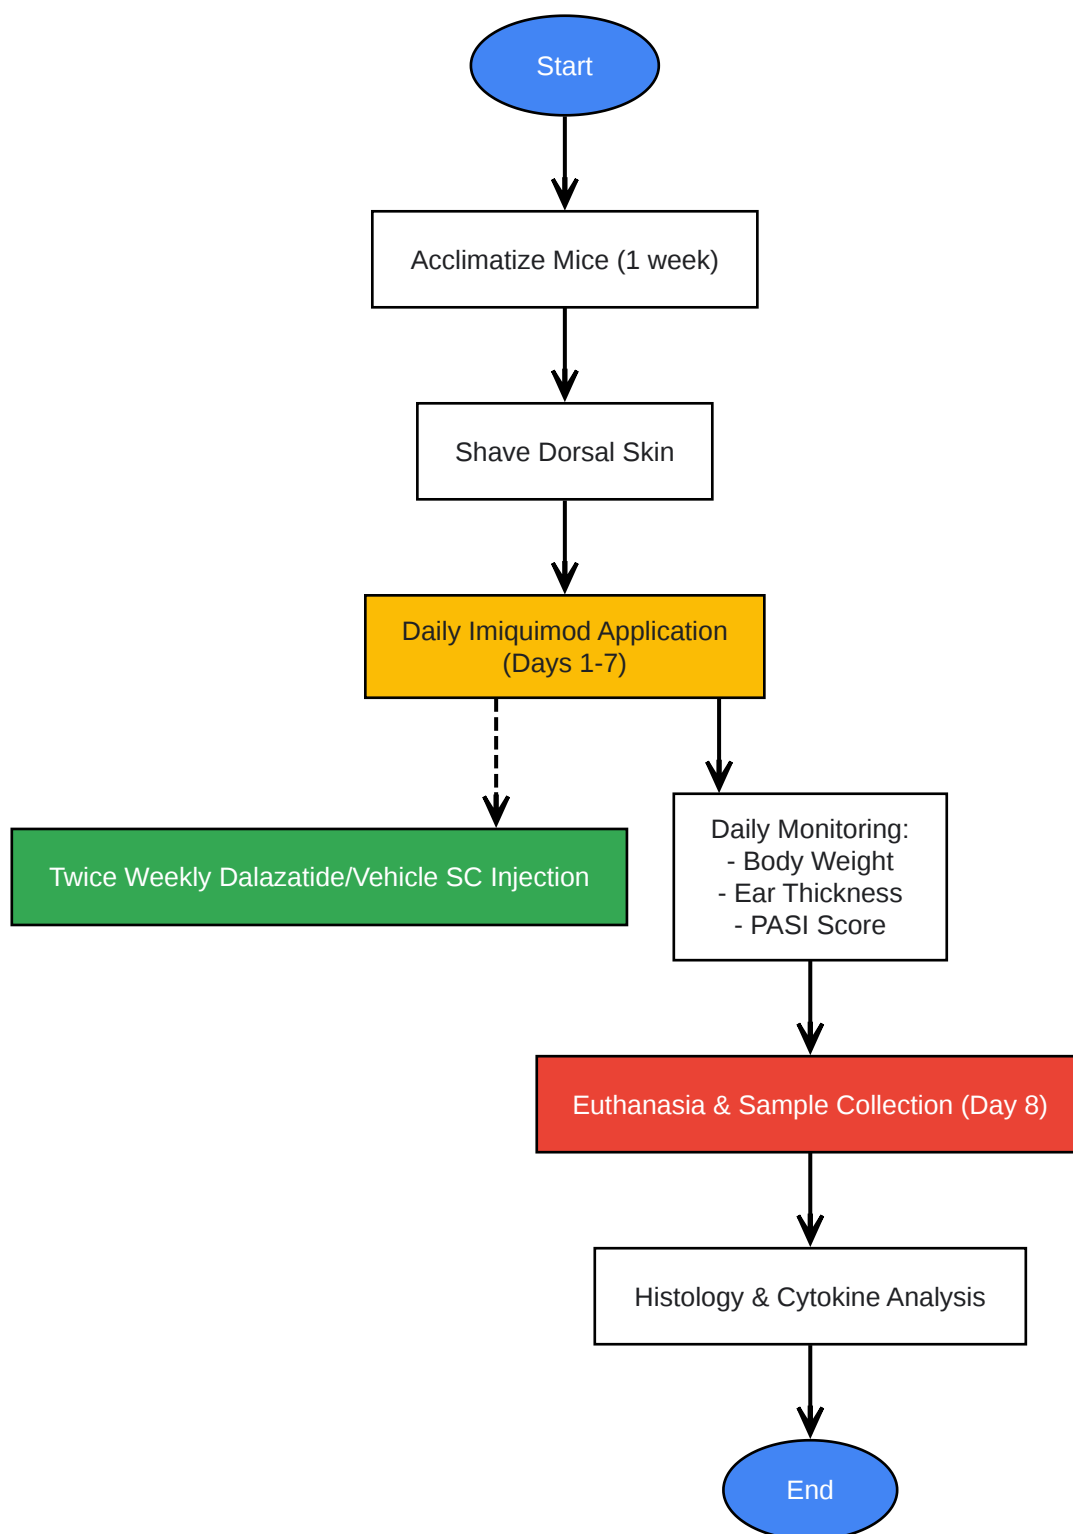 Start
Acclimatize Mice (1 week)
Shave Dorsal Skin
Daily Imiquimod Application
(Days 1-7)
Twice Weekly Dalazatide/Vehicle SC Injection
Daily Monitoring:
- Body Weight
- Ear Thickness
- PASI Score
Euthanasia & Sample Collection (Day 8)
Histology & Cytokine Analysis
End